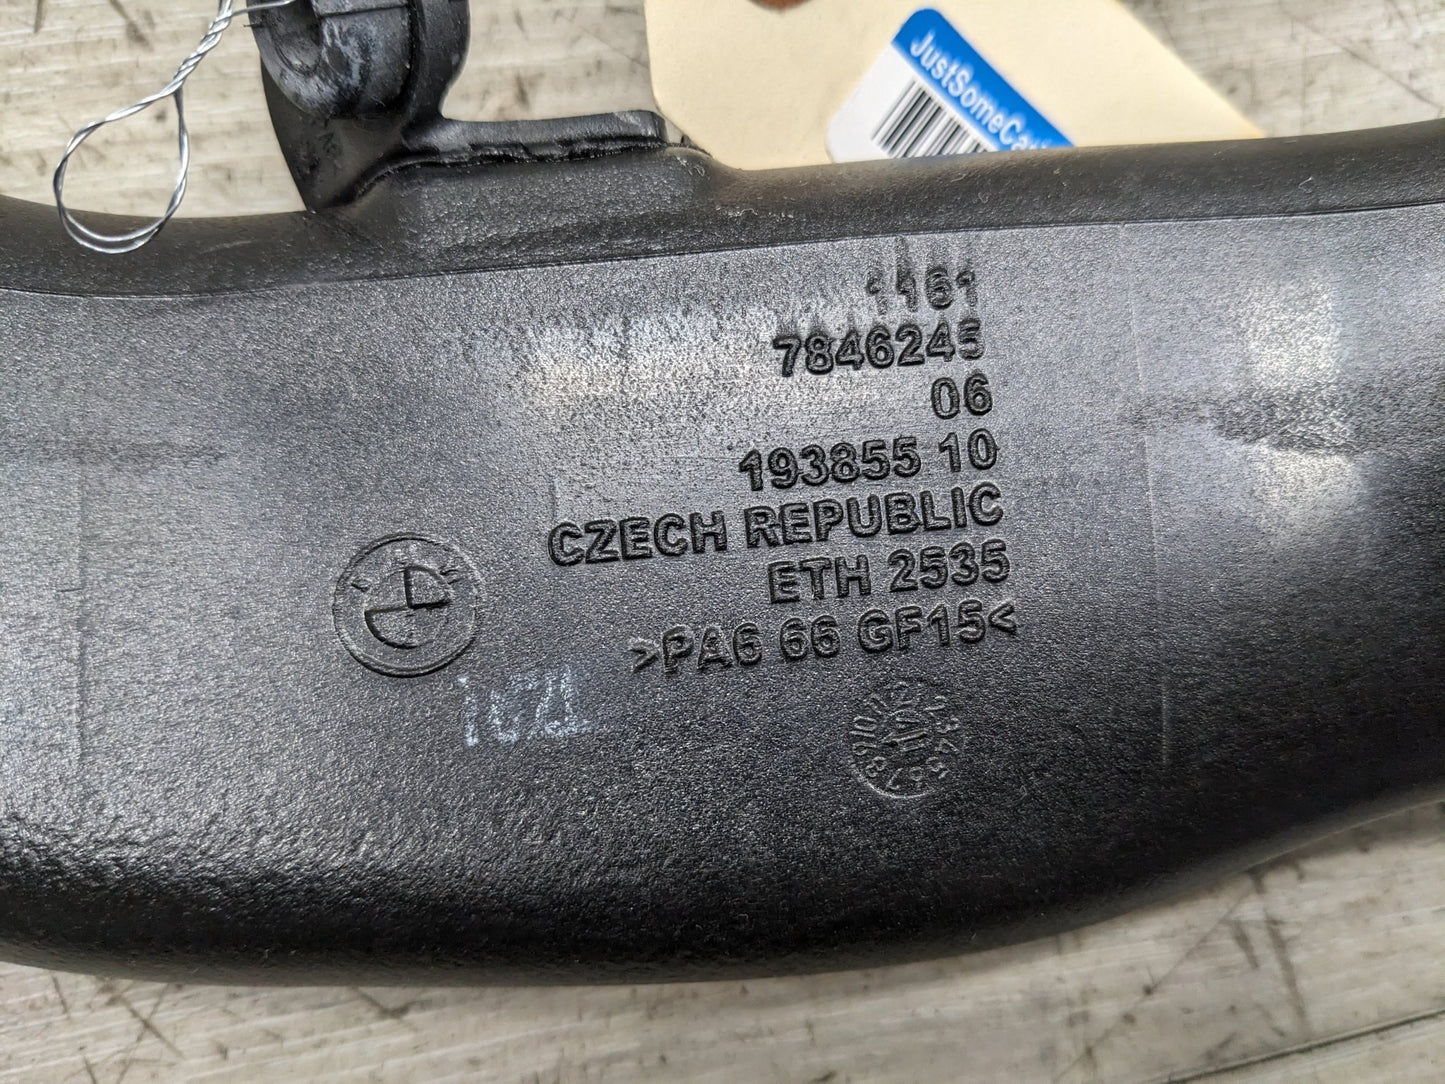 JustSomeCa
1161
7846245
06
193855 10
CZECH REPUBLIC
ETH 2535
>PA6 66 GF15<